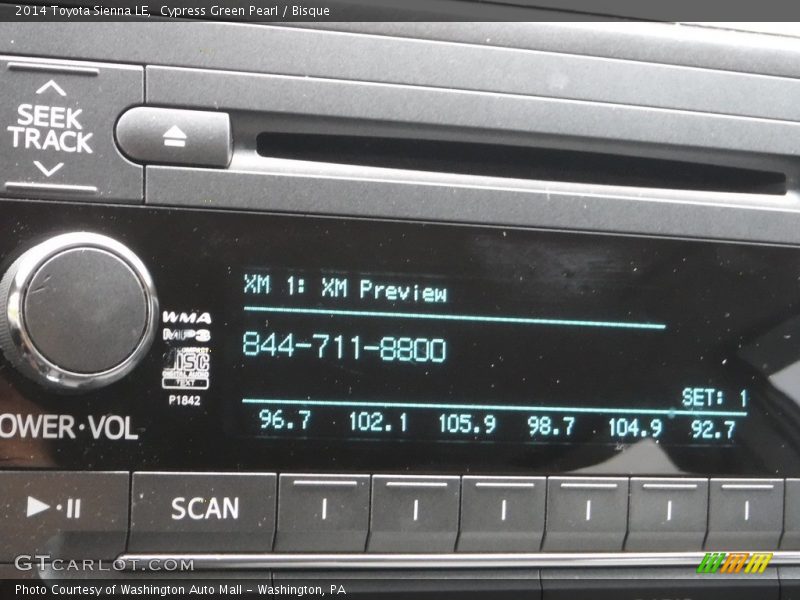 2014 Toyota Sienna LE, Cypress Green Pearl / Bisque
SEEK
TRACK
XM 1: XM Preview
WMA
MP3
844-711-8800
COMPACT
DISC
DIGITAL AUDIO
TEXT
P1842
SET: 1
96.7 102.1 105.9 98.7 104.9 92.7
OWER·VOL
SCAN
GTCARLOT.COM
Photo Courtesy of Washington Auto Mall - Washington, PA